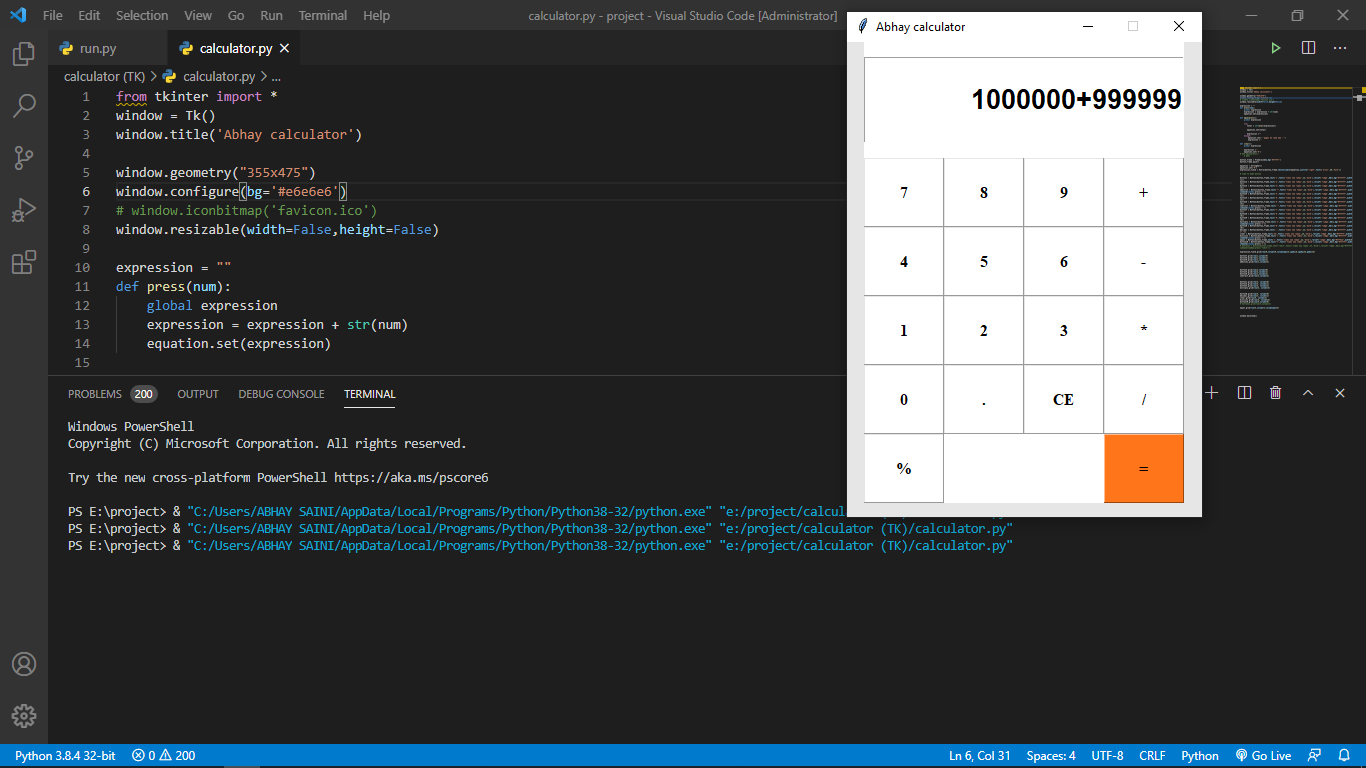 File Edit Selection View Go Run Terminal Help
calculator.py - project - Visual Studio Code [Administrator]
run.py
calculator.py
calculator (TK) > calculator.py > ...
1 from tkinter import *
2 window = Tk()
3 window.title('Abhay calculator')
4
5 window.geometry("355x475")
6 window.configure(bg='#e6e6e6')
7 # window.iconbitmap('favicon.ico')
8 window.resizable(width=False,height=False)
9
10 expression = ""
11 def press(num):
12 global expression
13 expression = expression + str(num)
14 equation.set(expression)
15
PROBLEMS 200 OUTPUT DEBUG CONSOLE TERMINAL
Windows PowerShell
Copyright (C) Microsoft Corporation. All rights reserved.
Try the new cross-platform PowerShell https://aka.ms/pscore6
PS E:\project> & "C:/Users/ABHAY SAINI/AppData/Local/Programs/Python/Python38-32/python.exe" "e:/project/calcul
PS E:\project> & "C:/Users/ABHAY SAINI/AppData/Local/Programs/Python/Python38-32/python.exe" "e:/project/calculator (TK)/calculator.py"
PS E:\project> & "C:/Users/ABHAY SAINI/AppData/Local/Programs/Python/Python38-32/python.exe" "e:/project/calculator (TK)/calculator.py"
Abhay calculator
1000000+999999
7 8 9 +
4 5 6 -
1 2 3 *
0 . CE /
% =
Python 3.8.4 32-bit 0 200 Ln 6, Col 31 Spaces: 4 UTF-8 CRLF Python Go Live